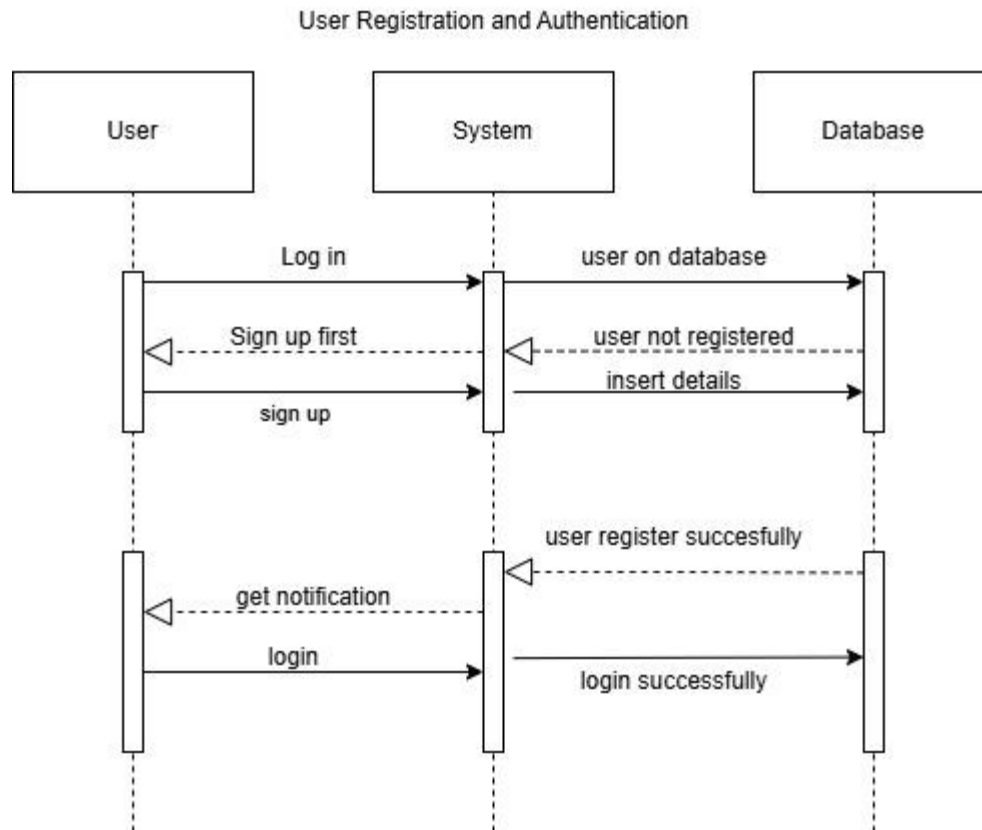 User Registration and Authentication
User
System
Database
Log in
user on database
Sign up first
user not registered
sign up
insert details
user register succesfully
get notification
login
login successfully